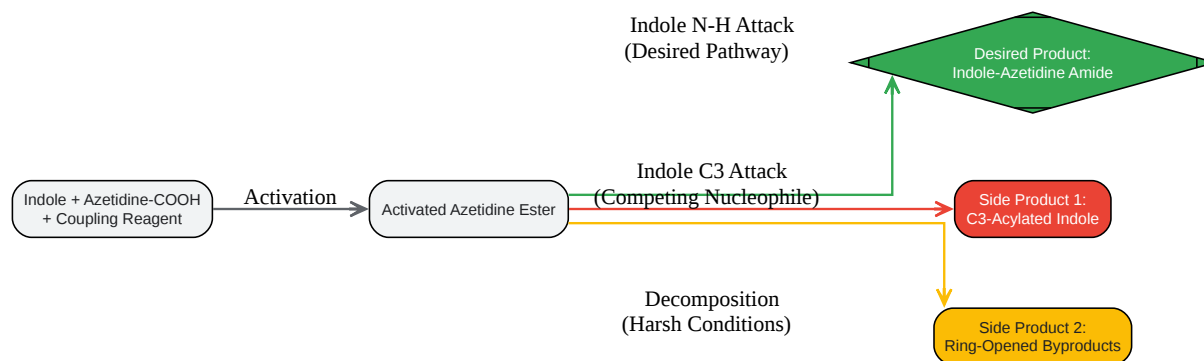 Indole N-H Attack
(Desired Pathway)
Desired Product:
Indole-Azetidine Amide
Indole + Azetidine-COOH
+ Coupling Reagent
Activation
Activated Azetidine Ester
Indole C3 Attack
(Competing Nucleophile)
Side Product 1:
C3-Acylated Indole
Decomposition
(Harsh Conditions)
Side Product 2:
Ring-Opened Byproducts